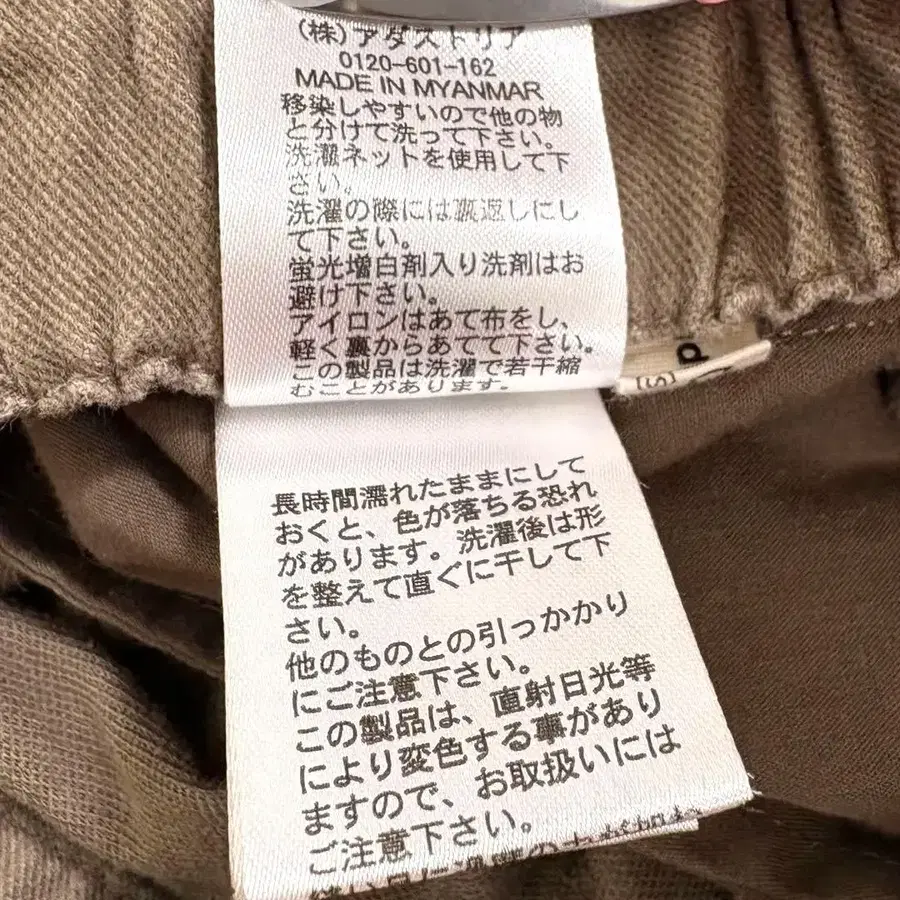 (株)アダストリア
0120-601-162
MADE IN MYANMAR
移染しやすいので他の物
と分けて洗って下さい。
洗濯ネットを使用して下
さい。
洗濯の際には裏返しにし
て下さい。
蛍光増白剤入り洗剤はお
避け下さい。
アイロンはあて布をし、
軽く裏からあてて下さい。
この製品は洗濯で若干縮
むことがあります。
長時間濡れたままにして
おくと、色が落ちる恐れ
があります。洗濯後は形
を整えて直ぐに干して下
さい。
他のものとの引っかかり
にご注意下さい。
この製品は、直射日光等
により変色する事があり
ますので、お取扱いには
ご注意下さい。
[S]
P